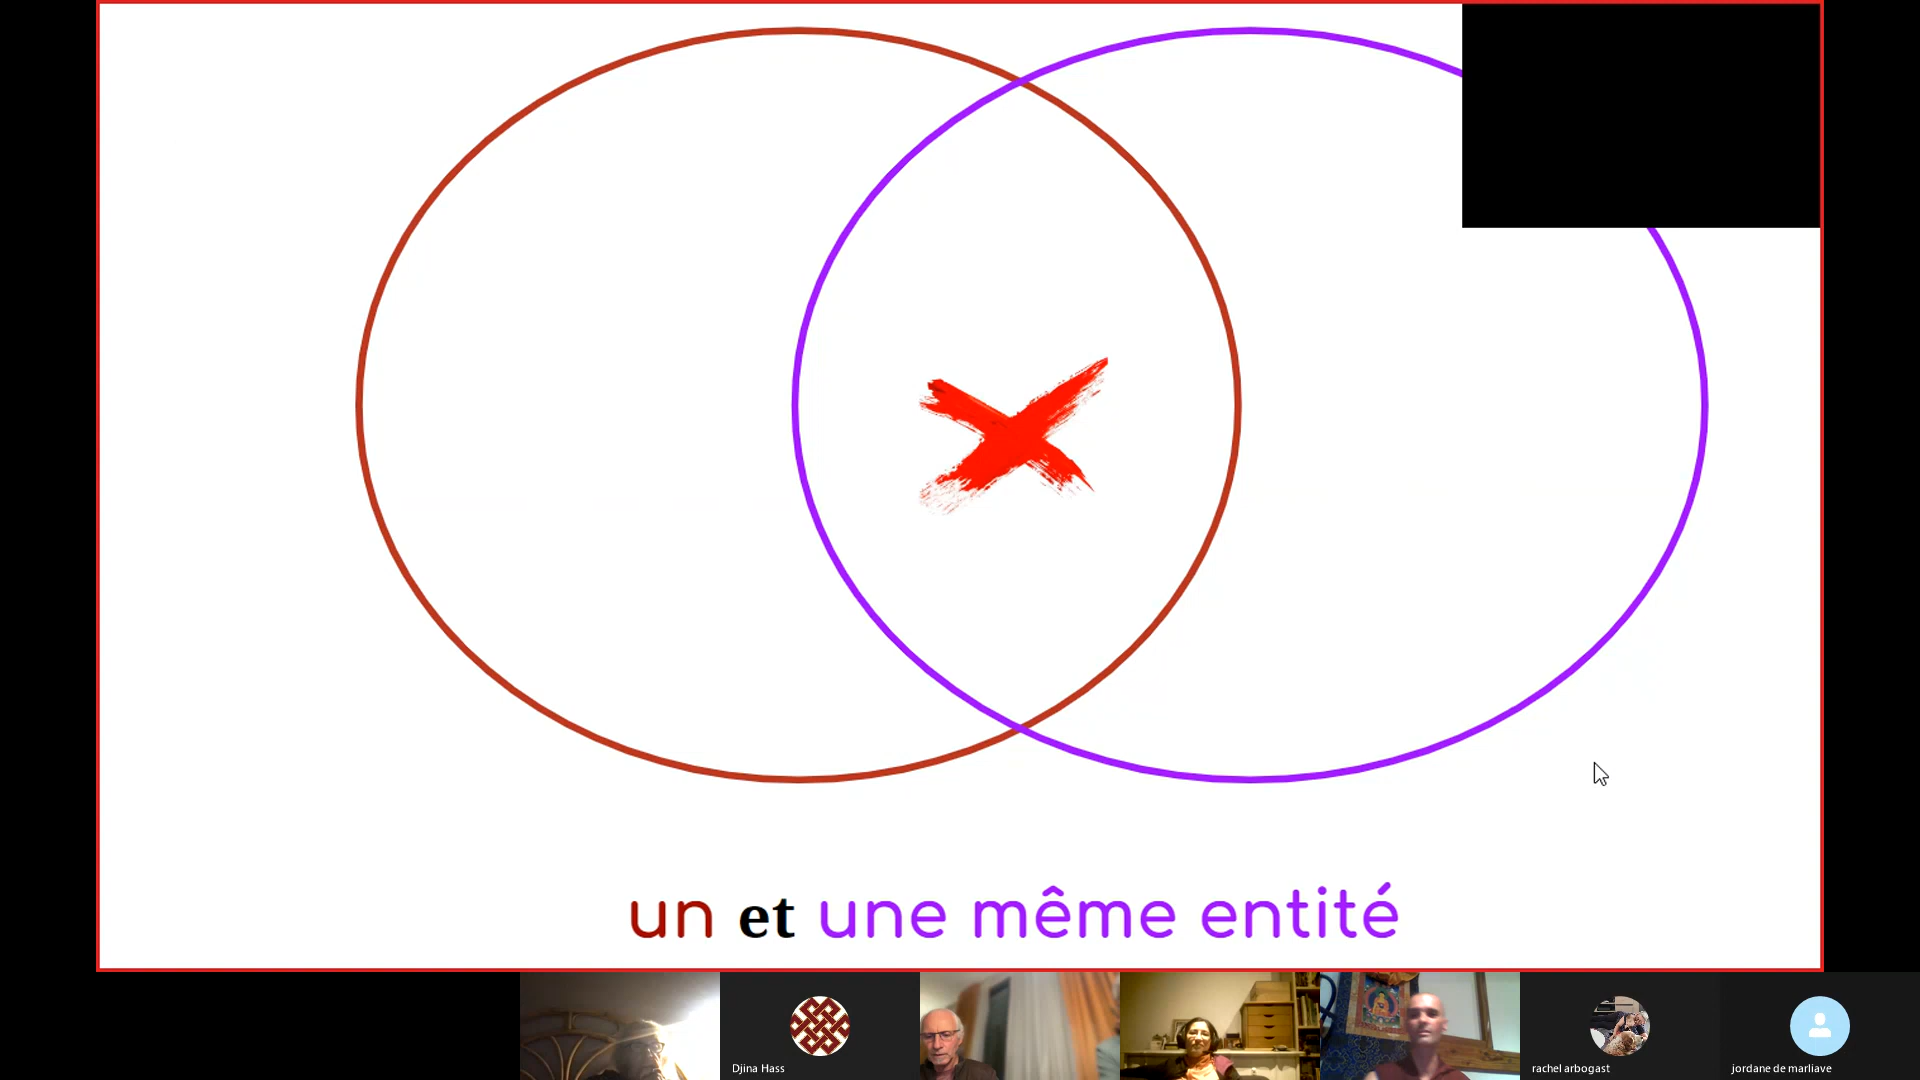 un et une même entité
Djina Hass
rachel arbogast
jordane de marliave